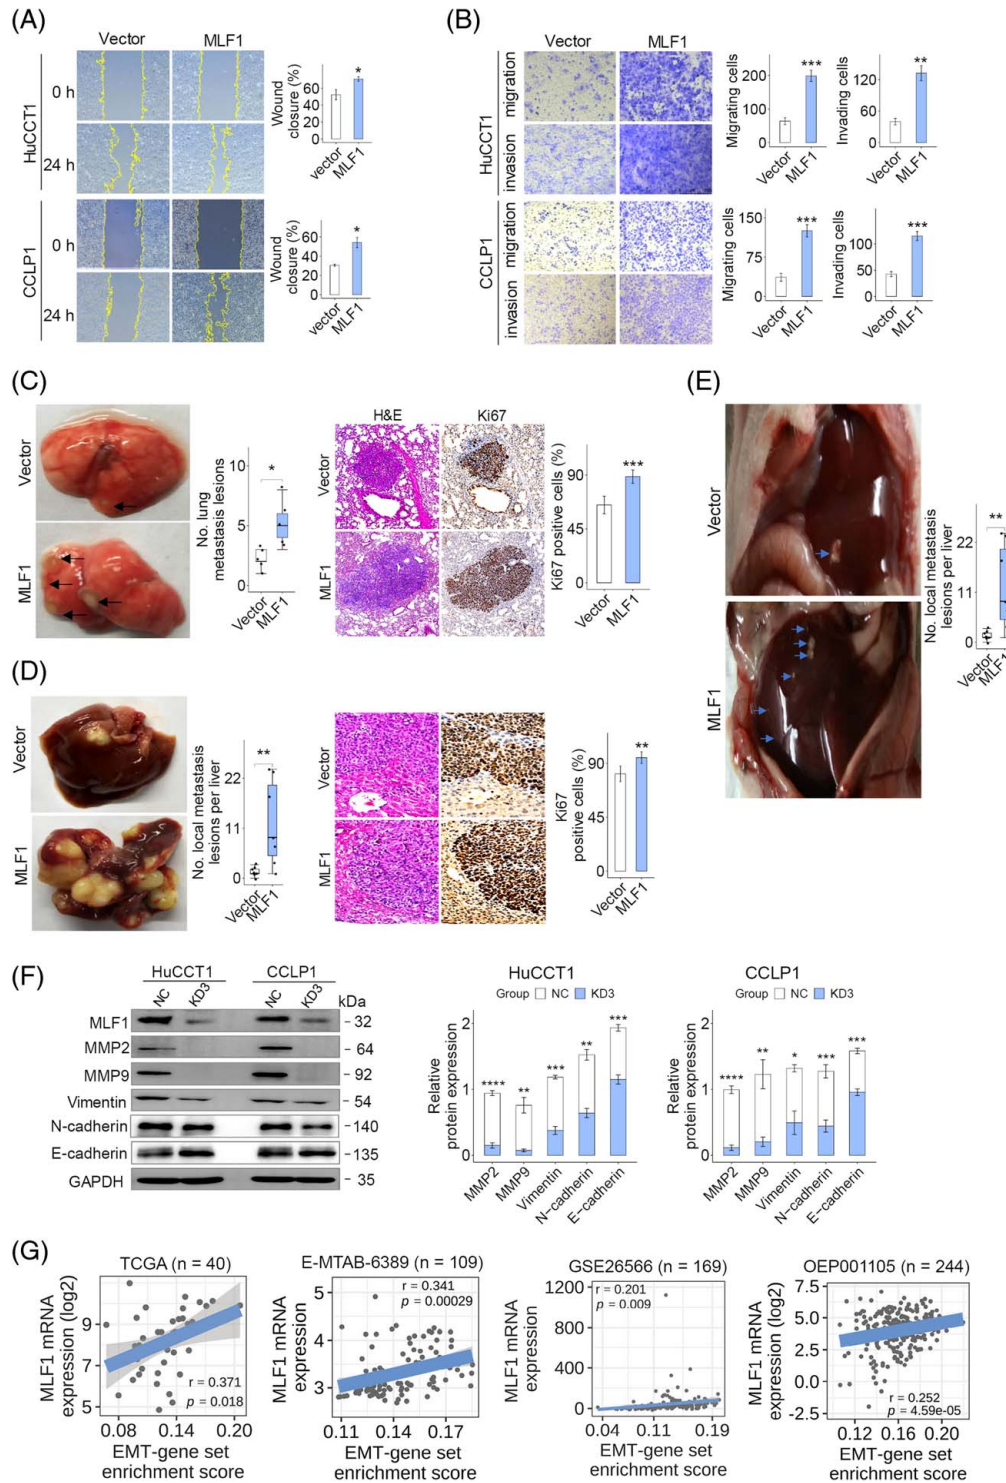 (A)
Vector MLF1
HuCCT1
0 h
24 h
CCLP1
0 h
24 h
Wound closure (%)
80
60
40
20
0
*
vector MLF1
Wound closure (%)
60
40
20
0
*
vector MLF1
(B)
Vector MLF1
HuCCT1
migration
invasion
CCLP1
migration
invasion
Migrating cells
200
100
0
***
Vector MLF1
Invading cells
120
60
0
**
Vector MLF1
Migrating cells
150
75
0
***
Vector MLF1
Invading cells
100
50
0
***
Vector MLF1
(C)
Vector
MLF1
No. lung metastasis lesions
10
5
0
*
Vector MLF1
H&E Ki67
Vector
MLF1
Ki67 positive cells (%)
90
45
0
***
Vector MLF1
(D)
Vector
MLF1
No. local metastasis lesions per liver
22
11
0
**
Vector MLF1
Vector
MLF1
Ki67 positive cells (%)
90
45
0
**
Vector MLF1
(E)
Vector
MLF1
No. local metastasis lesions per liver
22
11
0
**
Vector MLF1
(F)
HuCCT1 CCLP1
NC KD3 NC KD3 kDa
MLF1 - 32
MMP2 - 64
MMP9 - 92
Vimentin - 54
N-cadherin - 140
E-cadherin - 135
GAPDH - 35
HuCCT1
Group NC KD3
Relative protein expression
2
1
0
**** ** *** ** ***
MMP2 MMP9 Vimentin N−cadherin E−cadherin
CCLP1
Group NC KD3
Relative protein expression
2
1
0
**** ** * *** ***
MMP2 MMP9 Vimentin N−cadherin E−cadherin
(G)
TCGA (n = 40)
MLF1 mRNA expression (log2)
9
7
5
r = 0.371
p = 0.018
0.08 0.14 0.20
EMT-gene set
enrichment score
E-MTAB-6389 (n = 109)
MLF1 mRNA expression
5
4
3
r = 0.341
p = 0.00029
0.11 0.14 0.17
EMT-gene set
enrichment score
GSE26566 (n = 169)
MLF1 mRNA expression
1200
800
400
0
r = 0.201
p = 0.009
0.04 0.11 0.19
EMT-gene set
enrichment score
OEP001105 (n = 244)
MLF1 mRNA expression (log2)
7.5
5.0
2.5
0.0
-2.5
r = 0.252
p = 4.59e-05
0.12 0.16 0.20
EMT-gene set
enrichment score